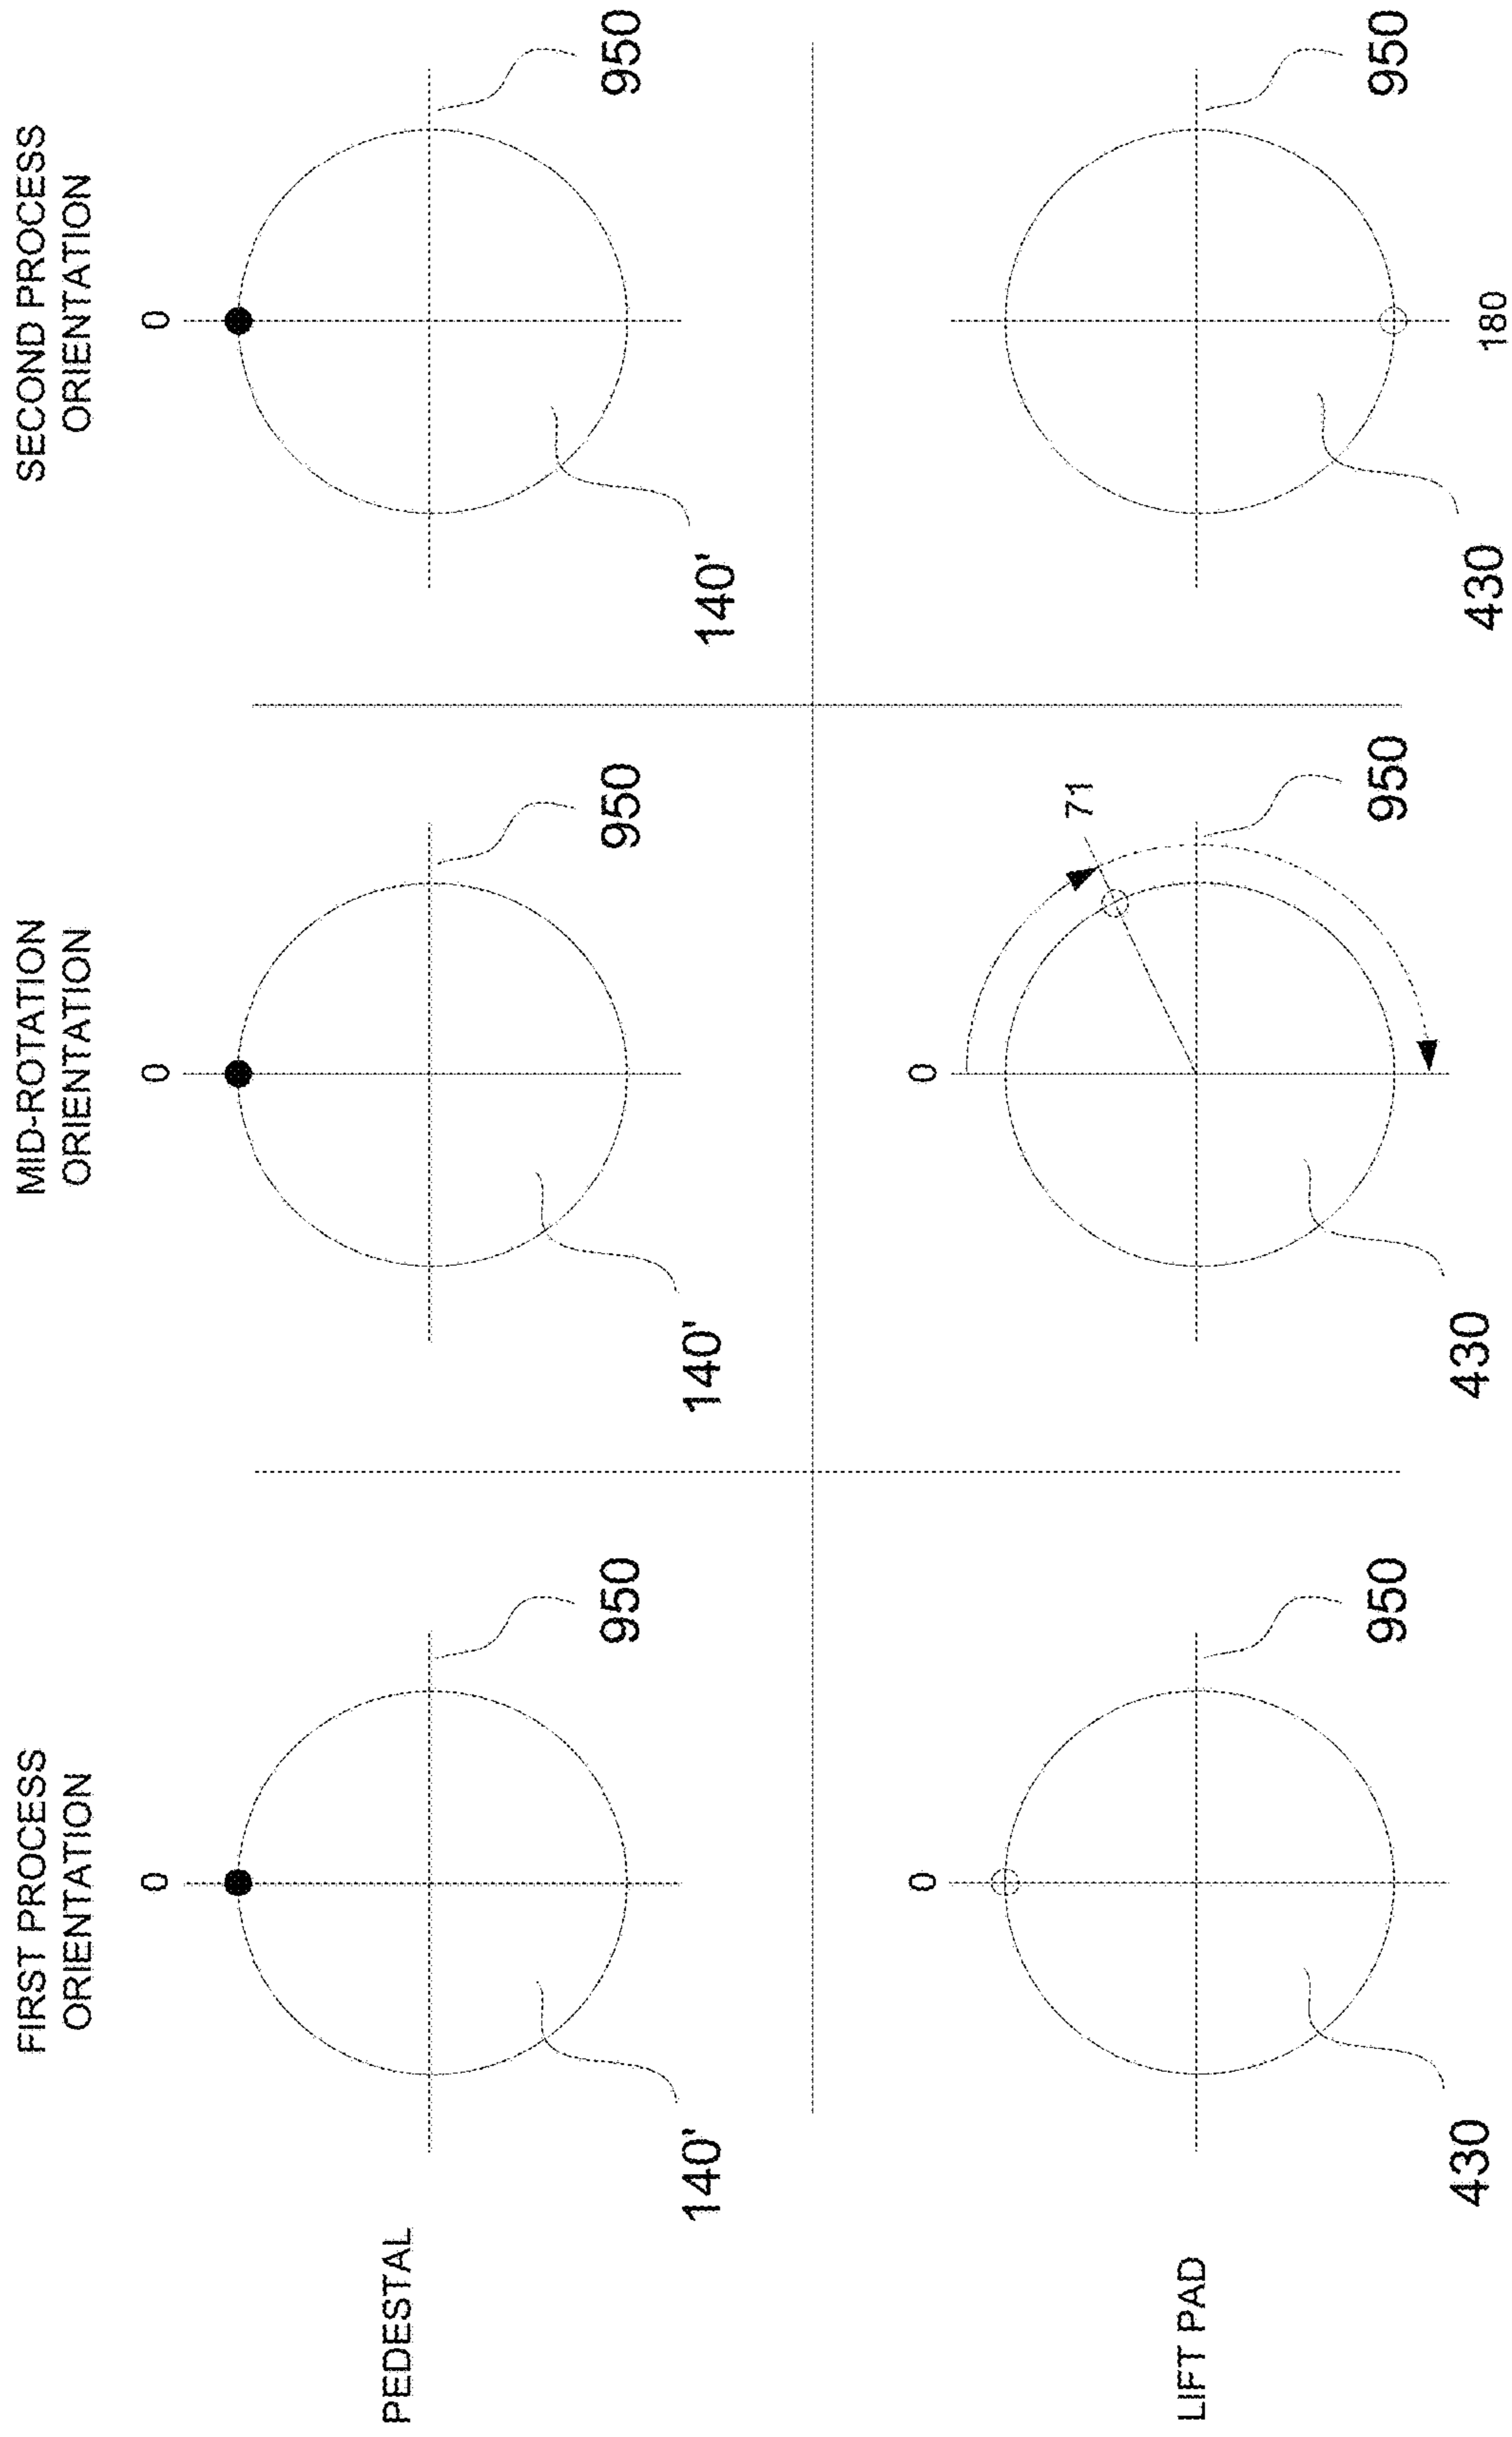 FIRST PROCESS
ORIENTATION
MID-ROTATION
ORIENTATION
SECOND PROCESS
ORIENTATION
PEDESTAL
0
950
140'
0
950
140'
0
950
140'
LIFT PAD
0
950
430
0
71
950
430
950
430
180